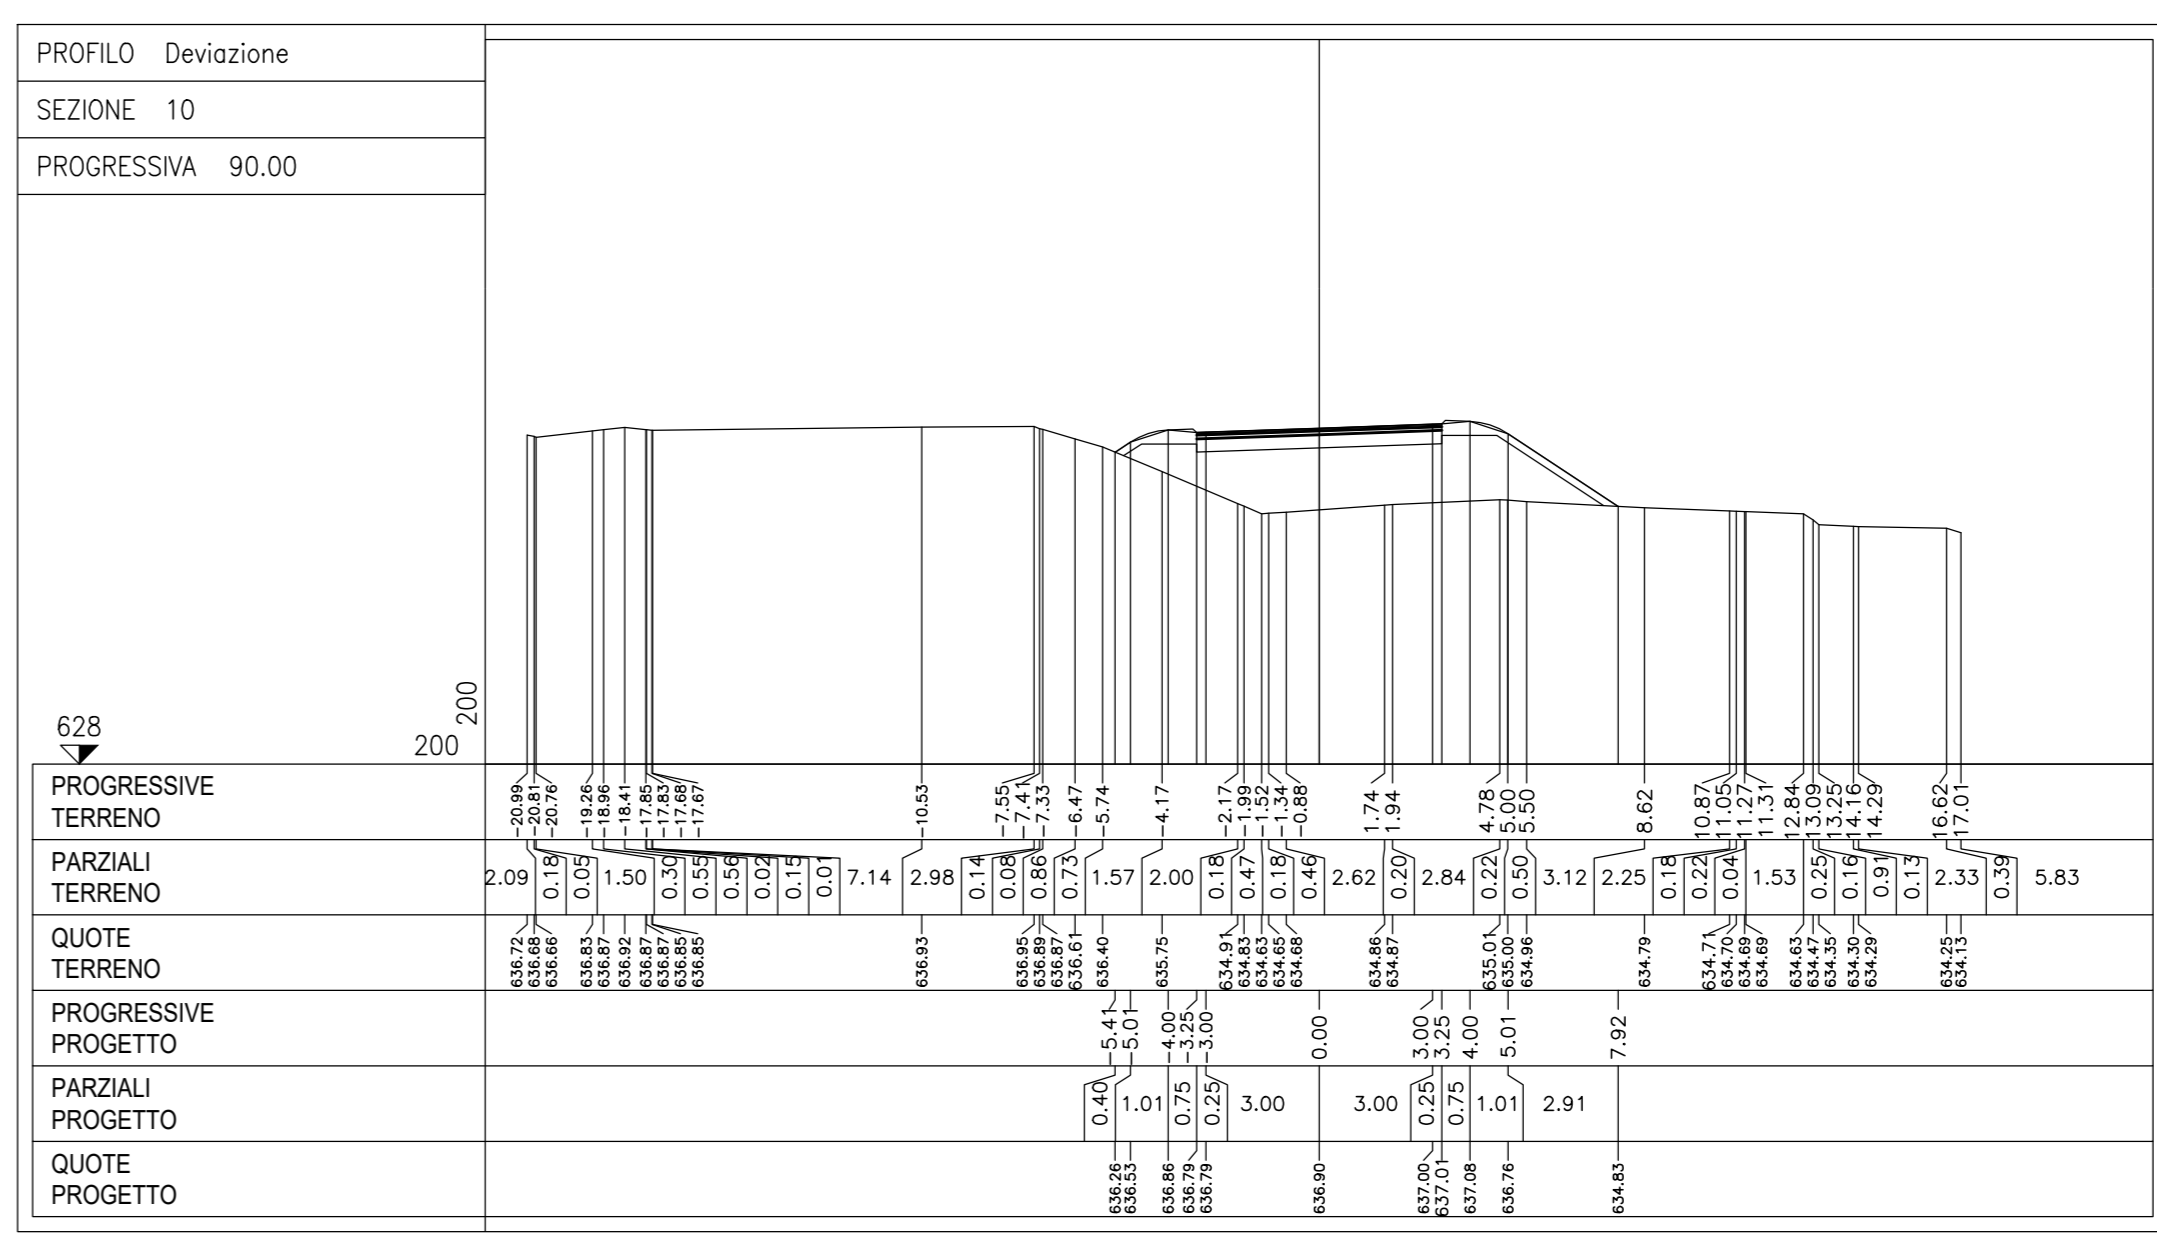 PROFILO Deviazione
SEZIONE 10
PROGRESSIVA 90.00
628
200
200
PROGRESSIVE
TERRENO
-20.99 -20.81 -20.76 -19.26 -18.96 -18.41 -17.85 -17.83 -17.68 -17.67 -10.53 -7.55 -7.41 -7.33 -6.47 -5.74 -4.17 -2.17 -1.99 -1.52 -1.34 -0.88 1.74 1.94 4.78 5.00 5.50 8.62 10.87 11.05 11.27 11.31 12.84 13.09 13.25 14.16 14.29 16.62 17.01
PARZIALI
TERRENO
2.09 0.18 0.05 1.50 0.30 0.55 0.56 0.02 0.15 0.01 7.14 2.98 0.14 0.08 0.86 0.73 1.57 2.00 0.18 0.47 0.18 0.46 2.62 0.20 2.84 0.22 0.50 3.12 2.25 0.18 0.22 0.04 1.53 0.25 0.16 0.91 0.13 2.33 0.39 5.83
QUOTE
TERRENO
636.72 636.68 636.66 636.83 636.87 636.92 636.87 636.87 636.85 636.85 636.93 636.95 636.89 636.87 636.61 636.40 635.75 634.91 634.83 634.63 634.65 634.68 634.86 634.87 635.01 635.00 634.96 634.79 634.71 634.70 634.69 634.69 634.63 634.47 634.35 634.30 634.29 634.25 634.13
PROGRESSIVE
PROGETTO
-5.41 -5.01 -4.00 -3.25 -3.00 0.00 3.00 3.25 4.00 5.01 7.92
PARZIALI
PROGETTO
0.40 1.01 0.75 0.25 3.00 3.00 0.25 0.75 1.01 2.91
QUOTE
PROGETTO
636.26 636.53 636.86 636.79 636.79 636.90 637.00 637.01 637.08 636.76 634.83